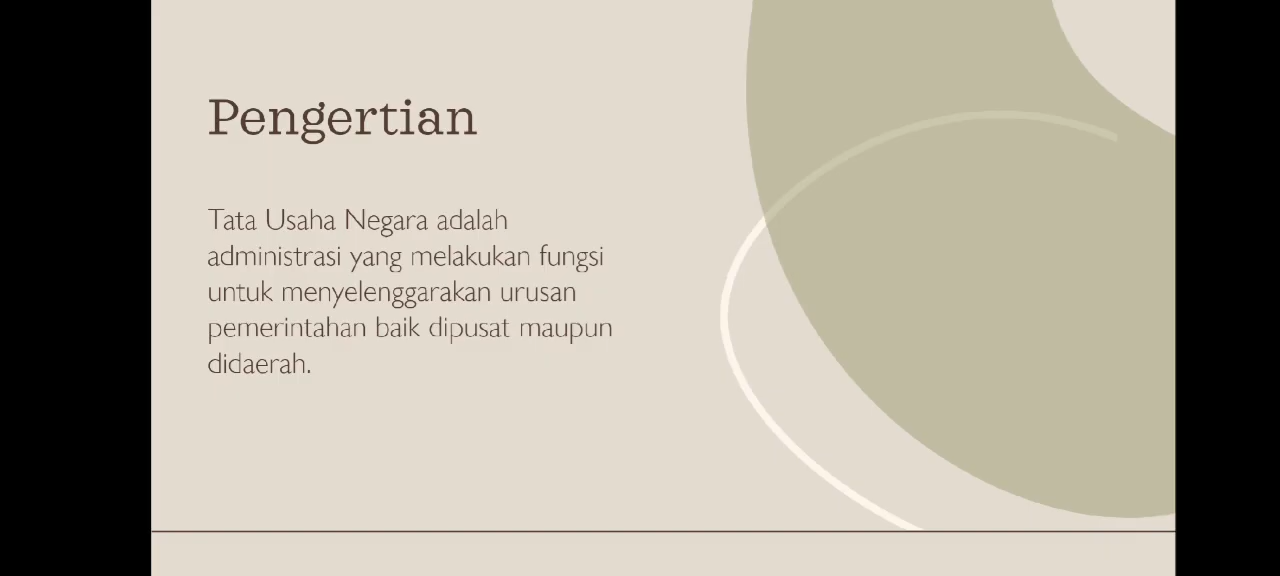 Pengertian
Tata Usaha Negara adalah
administrasi yang melakukan fungsi
untuk menyelenggarakan urusan
pemerintahan baik dipusat maupun
didaerah.